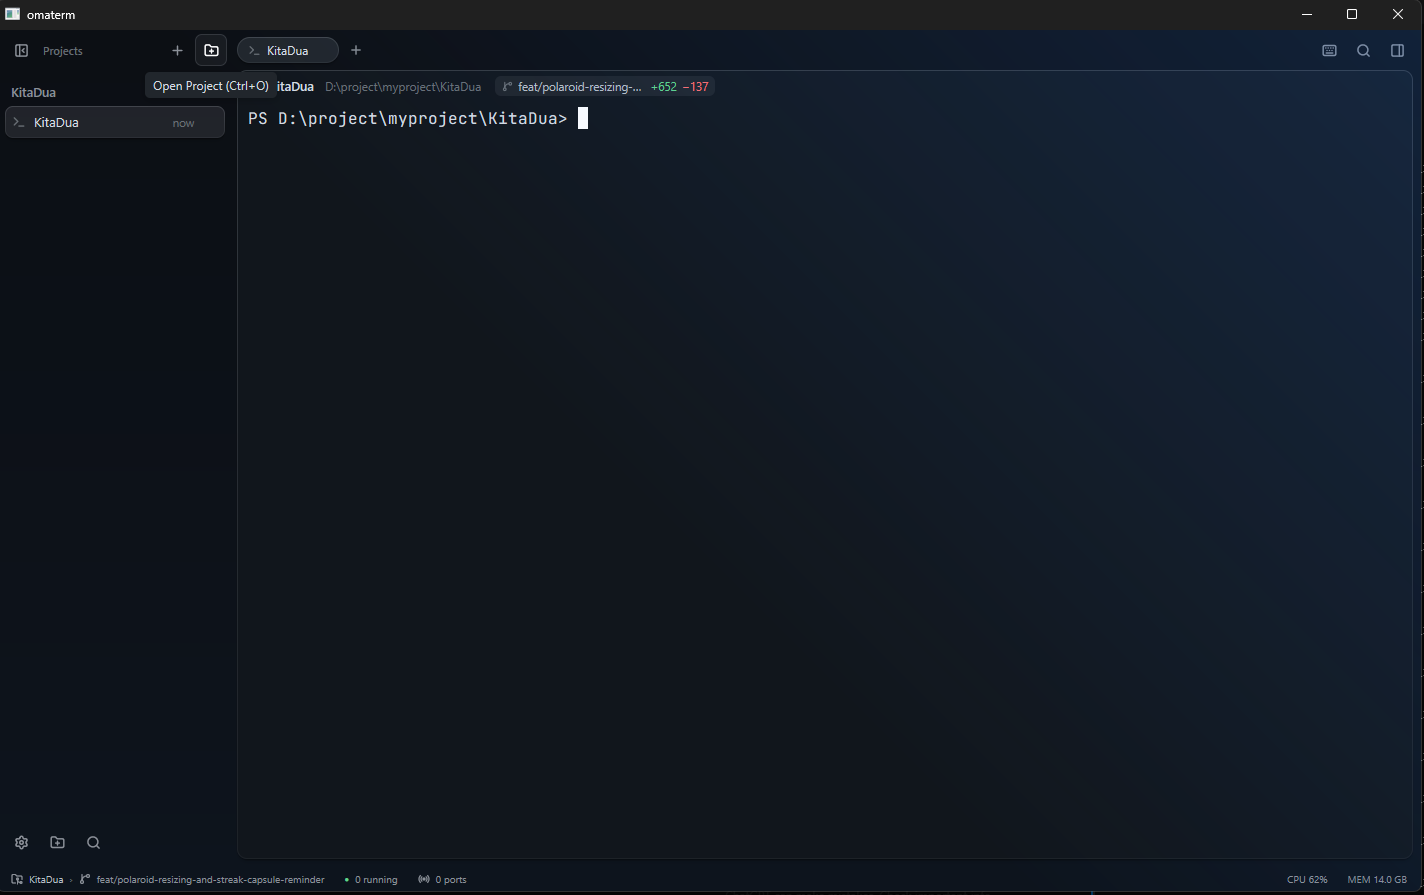 omaterm
Projects
KitaDua
Open Project (Ctrl+O)
KitaDua
KitaDua now
itaDua D:\project\myproject\KitaDua feat/polaroid-resizing-... +652 −137
PS D:\project\myproject\KitaDua>
KitaDua › feat/polaroid-resizing-and-streak-capsule-reminder • 0 running 0 ports CPU 62% MEM 14.0 GB